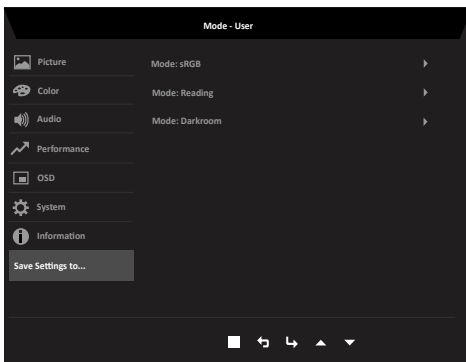 Mode - User
Picture
Color
Audio
Performance
OSD
System
Information
Save Settings to...
Mode: sRGB
Mode: Reading
Mode: Darkroom